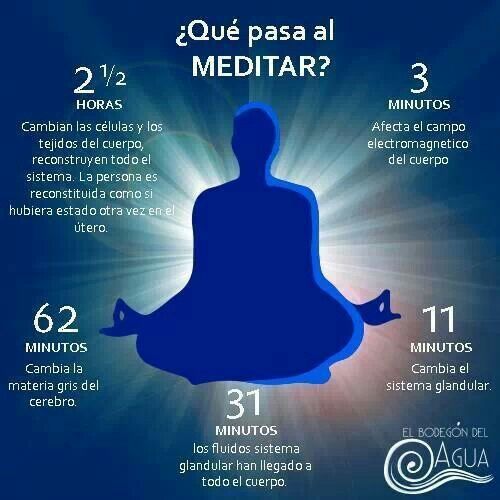 ¿Qué pasa al
MEDITAR?
2 1/2
HORAS
Cambian las células y los
tejidos del cuerpo,
reconstruyen todo el
sistema. La persona es
reconstituida como si
hubiera estado otra vez en el
útero.
3
MINUTOS
Afecta el campo
electromagnetico
del cuerpo
62
MINUTOS
Cambia la
materia gris del
cerebro.
11
MINUTOS
Cambia el
sistema glandular.
31
MINUTOS
los fluidos sistema
glandular han llegado a
todo el cuerpo.
EL BODEGÓN DEL
AGUA